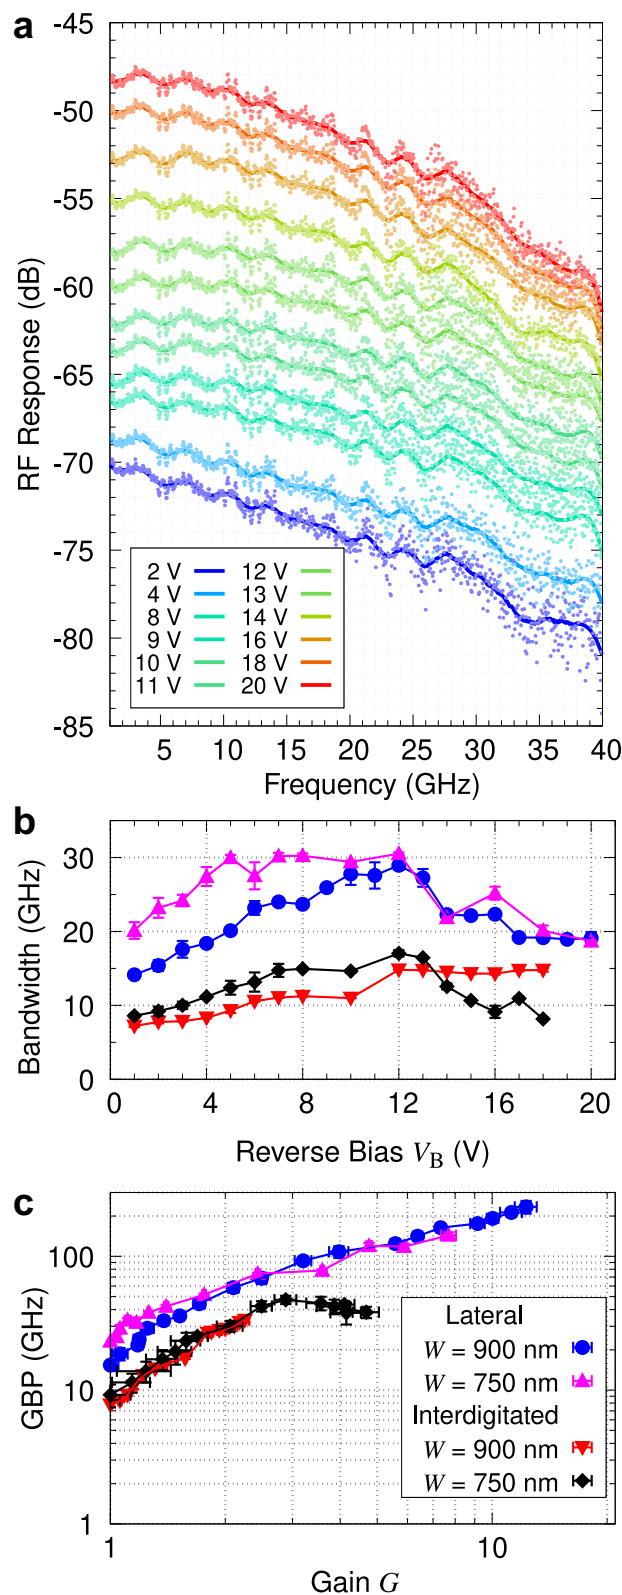 a
-45
-50
-55
-60
-65
-70
-75
-80
-85
RF Response (dB)
2 V 12 V
4 V 13 V
8 V 14 V
9 V 16 V
10 V 18 V
11 V 20 V
5 10 15 20 25 30 35 40
Frequency (GHz)
b
30
20
10
0
Bandwidth (GHz)
0 4 8 12 16 20
Reverse Bias V_B (V)
c
100
10
1
GBP (GHz)
Lateral
W = 900 nm
W = 750 nm
Interdigitated
W = 900 nm
W = 750 nm
1 10
Gain G